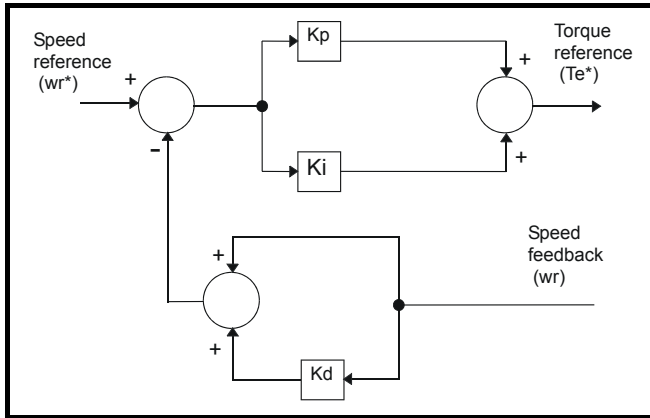 Speed
reference
(wr*)
+
-
Kp
Ki
+
+
Torque
reference
(Te*)
+
+
Kd
Speed
feedback
(wr)